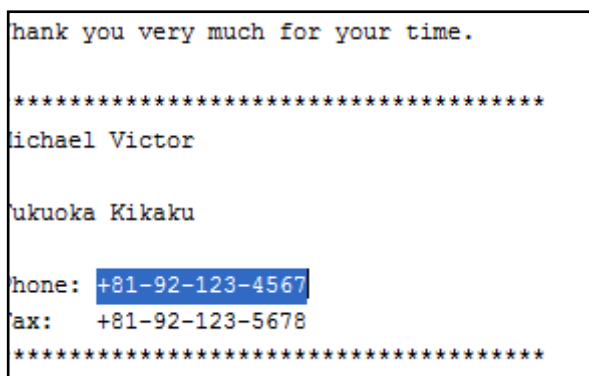 hank you very much for your time.
***************************************
ichael Victor
ukuoka Kikaku
hone: +81-92-123-4567
ax: +81-92-123-5678
***************************************